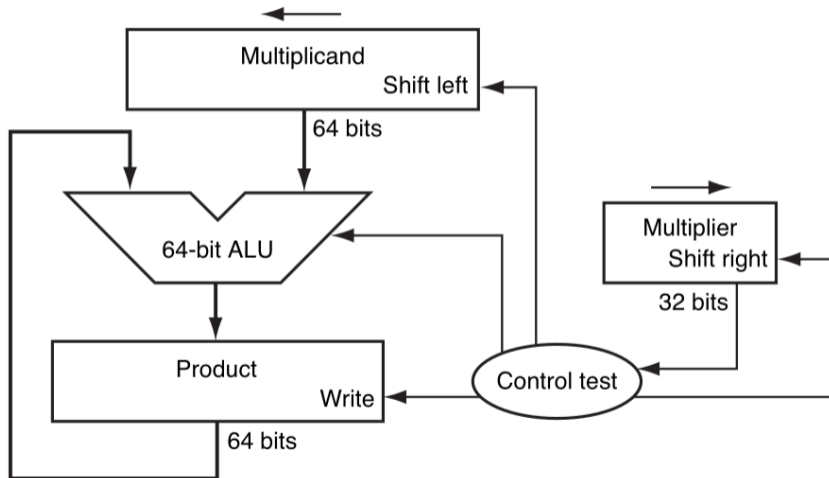 Multiplicand
Shift left
64 bits
64-bit ALU
Multiplier
Shift right
32 bits
Product
Write
Control test
64 bits